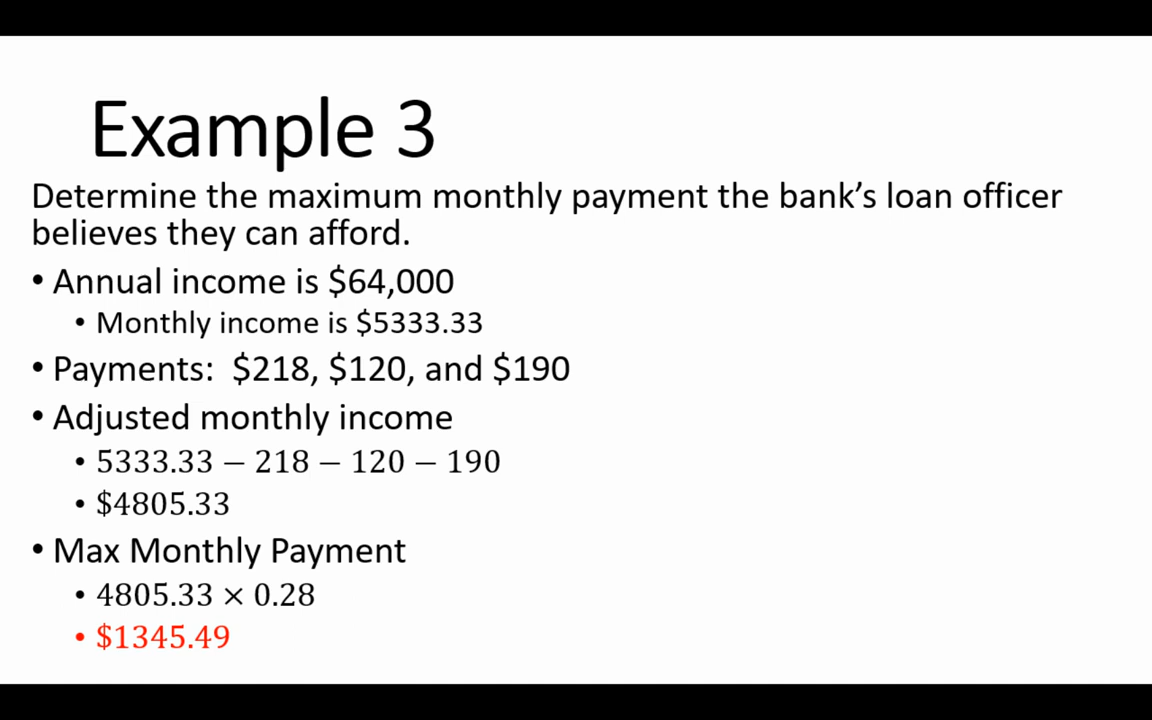 Example 3
Determine the maximum monthly payment the bank’s loan officer
believes they can afford.
• Annual income is $64,000
• Monthly income is $5333.33
• Payments:  $218, $120, and $190
• Adjusted monthly income
• 5333.33 − 218 − 120 − 190
• $4805.33
• Max Monthly Payment
• 4805.33 × 0.28
• $1345.49